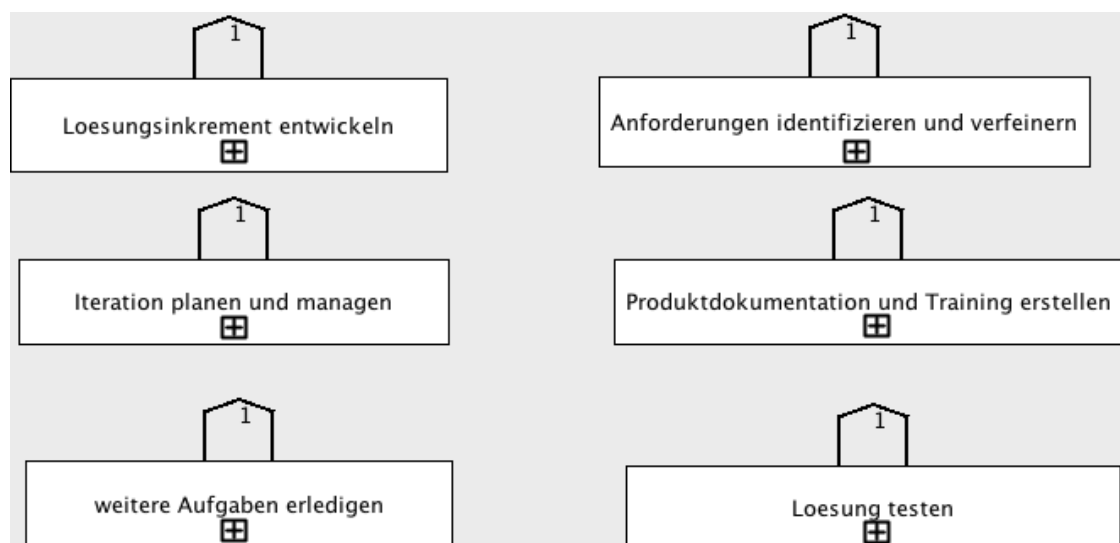 1
Loesungsinkrement entwickeln
1
Anforderungen identifizieren und verfeinern
1
Iteration planen und managen
1
Produktdokumentation und Training erstellen
1
weitere Aufgaben erledigen
1
Loesung testen